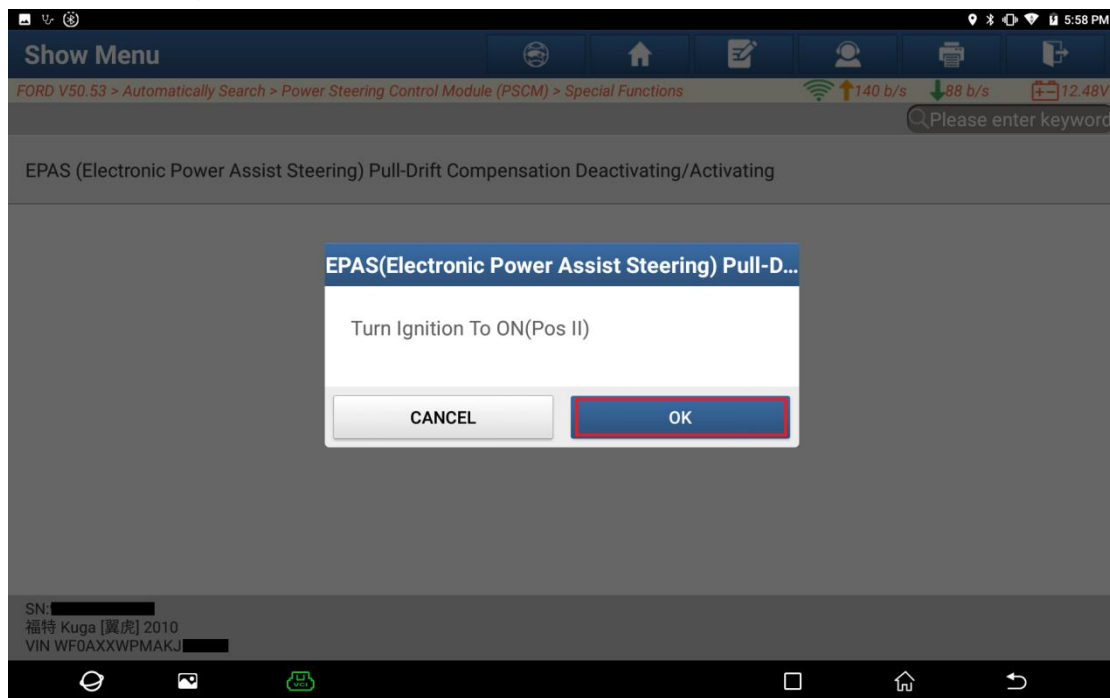 5:58 PM
Show Menu
FORD V50.53 > Automatically Search > Power Steering Control Module (PSCM) > Special Functions
140 b/s 88 b/s 12.48V
Please enter keyword
EPAS (Electronic Power Assist Steering) Pull-Drift Compensation Deactivating/Activating
EPAS(Electronic Power Assist Steering) Pull-D...
Turn Ignition To ON(Pos II)
CANCEL OK
SN:
福特 Kuga [翼虎] 2010
VIN WF0AXXWPMAKJ
VCI